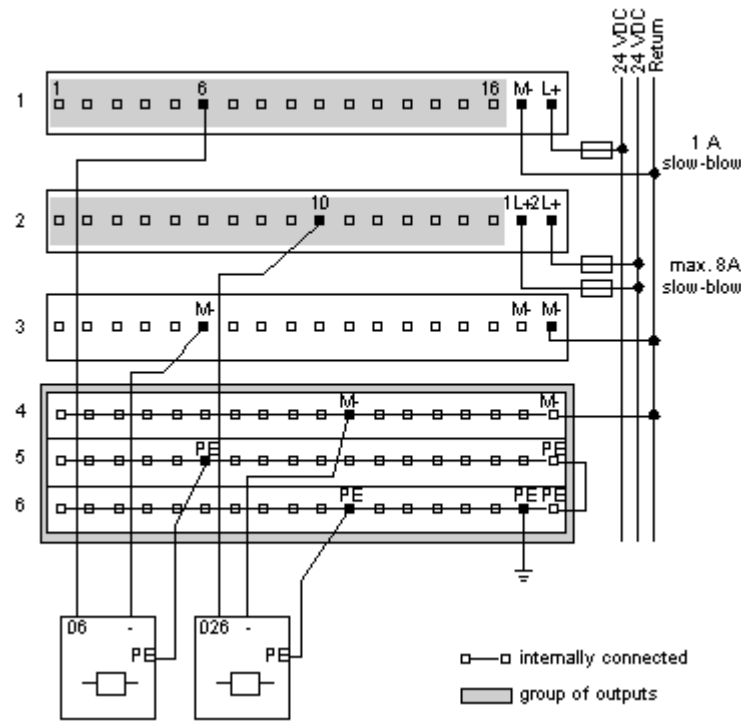 24 VDC
24 VDC
Return
1
1
6
16
M-
L+
1 A
slow-blow
2
10
1L+2L+
max. 8A
slow-blow
3
M-
M-
M-
4
M-
M-
5
PE
PE
6
PE
PE PE
06
-
PE
026
-
PE
internally connected
group of outputs